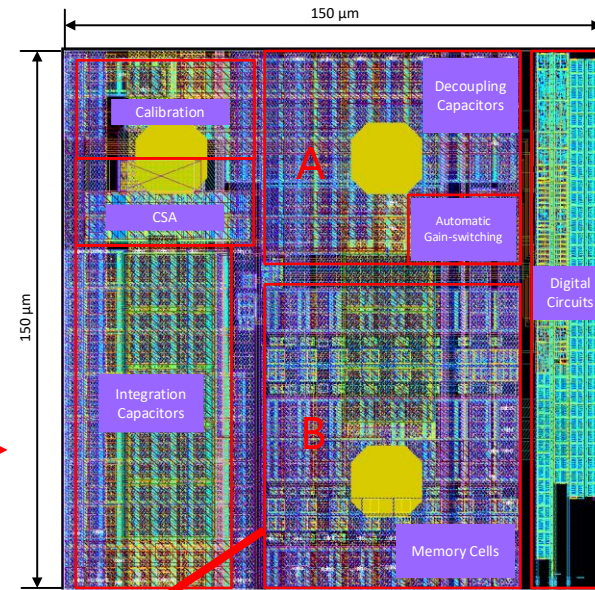 150 µm
150 µm
Calibration
CSA
Integration
Capacitors
A
Decoupling
Capacitors
Automatic
Gain-switching
Digital
Circuits
B
Memory Cells